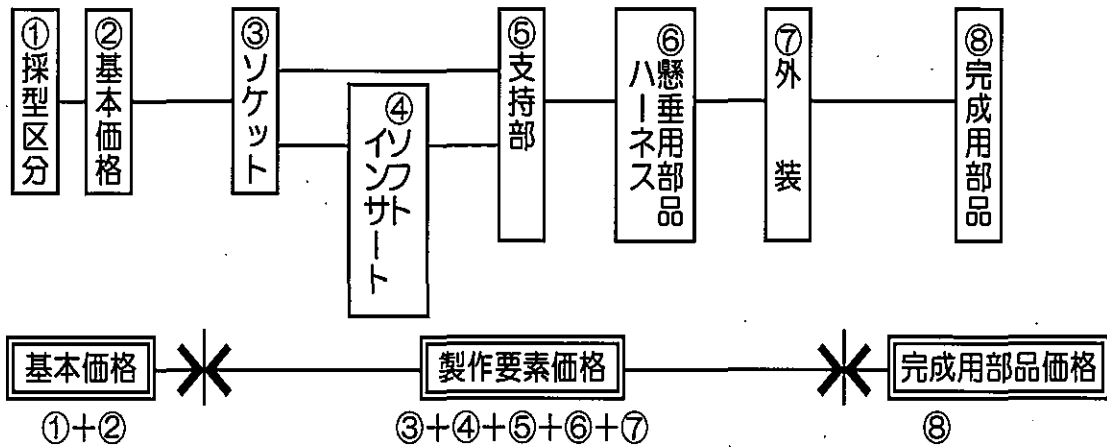 ①採型区分
②基本価格
③ソケット
④ソフト
インサート
⑤支持部
⑥懸垂用部品
ハーネス
⑦外装
⑧完成用部品
基本価格
製作要素価格
完成用部品価格
①+②
③+④+⑤+⑥+⑦
⑧